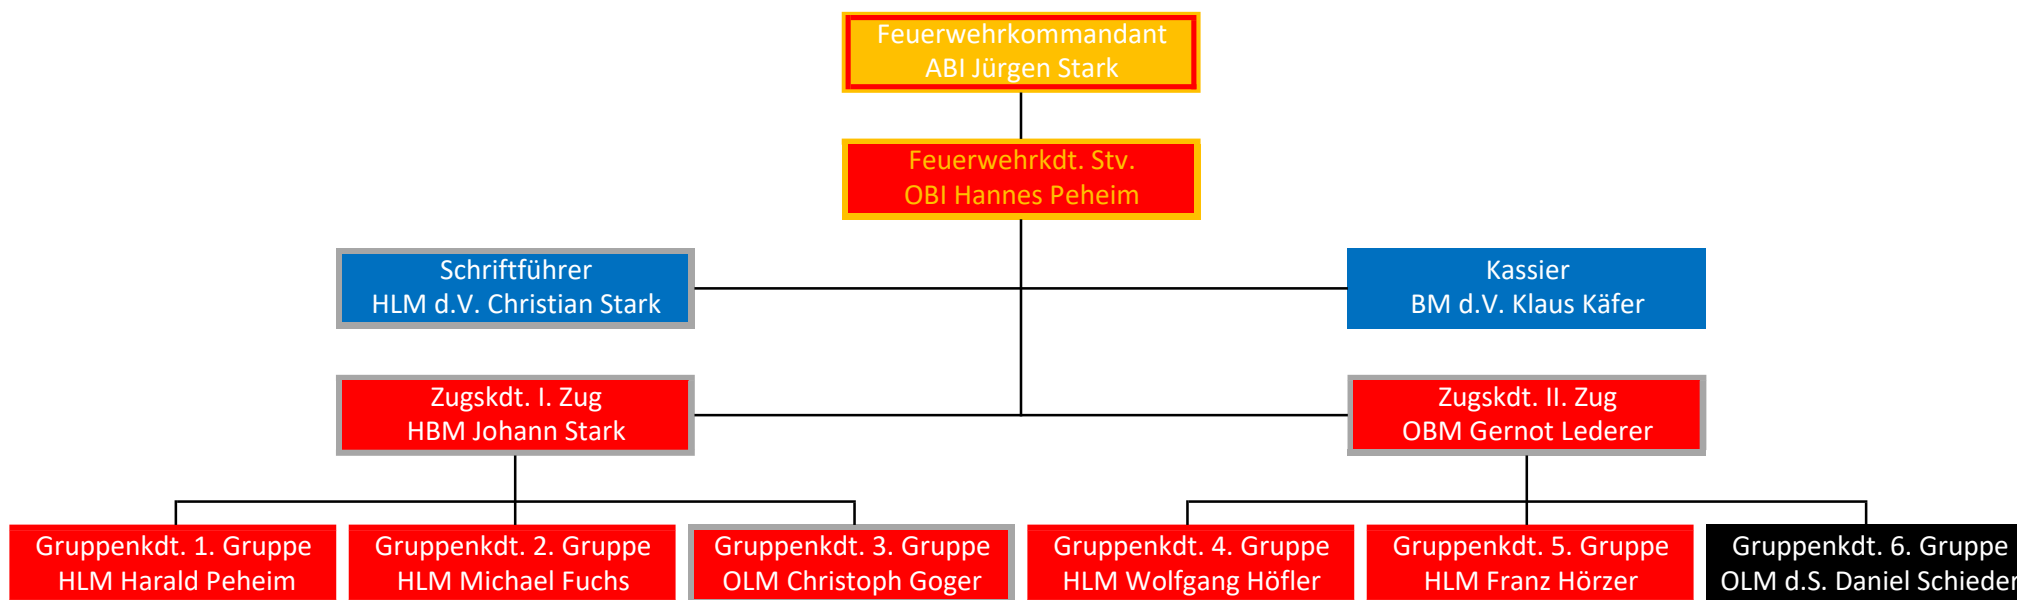 Feuerwehrkommandant
ABI Jürgen Stark
Feuerwehrkdt. Stv.
OBI Hannes Peheim
Schriftführer
HLM d.V. Christian Stark
Kassier
BM d.V. Klaus Käfer
Zugskdt. I. Zug
HBM Johann Stark
Zugskdt. II. Zug
OBM Gernot Lederer
Gruppenkdt. 1. Gruppe
HLM Harald Peheim
Gruppenkdt. 2. Gruppe
HLM Michael Fuchs
Gruppenkdt. 3. Gruppe
OLM Christoph Goger
Gruppenkdt. 4. Gruppe
HLM Wolfgang Höfler
Gruppenkdt. 5. Gruppe
HLM Franz Hörzer
Gruppenkdt. 6. Gruppe
OLM d.S. Daniel Schieder